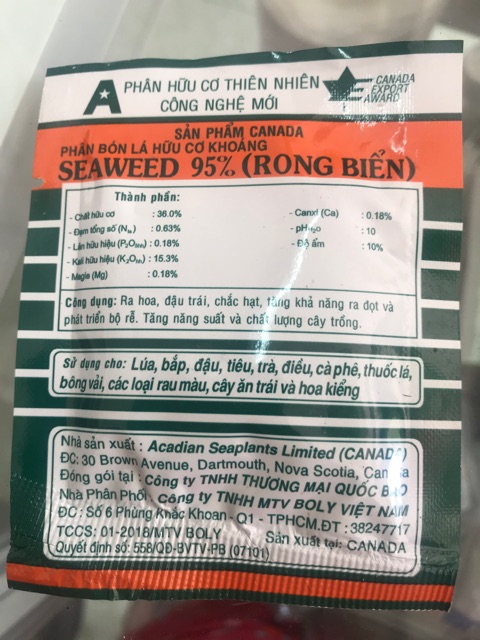 A PHÂN HỮU CƠ THIÊN NHIÊN
CÔNG NGHỆ MỚI
CANADA
EXPORT
AWARD
SẢN PHẨM CANADA
PHÂN BÓN LÁ HỮU CƠ KHOÁNG
SEAWEED 95% (RONG BIỂN)
Thành phần:
- Chất hữu cơ : 36.0%
- Đạm tổng số (Nts) : 0.63%
- Lân hữu hiệu (P2O5hh) : 0.18%
- Kali hữu hiệu (K2Ohh) : 15.3%
- Magie (Mg) : 0.18%
- Canxi (Ca) : 0.18%
- pHH2O : 10
- Độ ẩm : 10%
Công dụng: Ra hoa, đậu trái, chắc hạt, tăng khả năng ra đọt và
phát triển bộ rễ. Tăng năng suất và chất lượng cây trồng.
Sử dụng cho: Lúa, bắp, đậu, tiêu, trà, điều, cà phê, thuốc lá,
bông vải, các loại rau màu, cây ăn trái và hoa kiểng
Nhà sản xuất : Acadian Seaplants Limited (CANADA)
ĐC: 30 Brown Avenue, Dartmouth, Nova Scotia, Canada
Đóng gói tại : Công ty TNHH THƯƠNG MẠI QUỐC BẢO
Nhà Phân Phối : Công ty TNHH MTV BOLY VIỆT NAM
ĐC: Số 6 Phùng Khắc Khoan - Q1 - TPHCM.ĐT : 38247717
TCCS: 01-2018/MTV BOLY Sản xuất tại: CANADA
Quyết định số: 558/QĐ-BVTV-PB (07101)